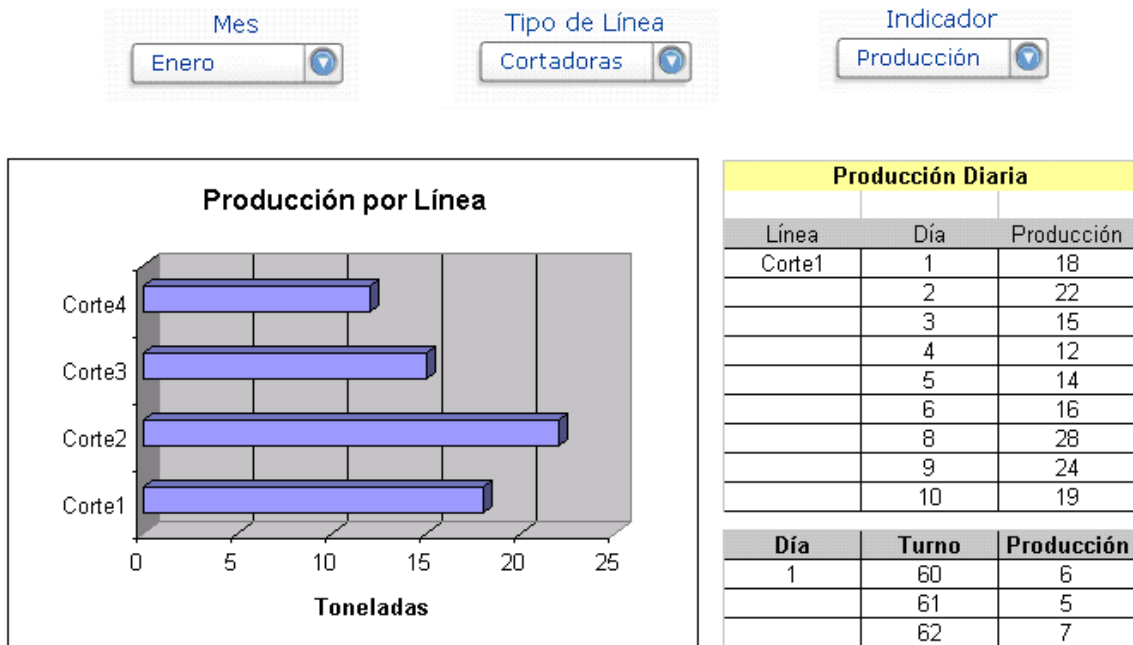 Mes
Enero
Tipo de Línea
Cortadoras
Indicador
Producción
Producción por Línea
Corte4
Corte3
Corte2
Corte1
0 5 10 15 20 25
Toneladas
Producción Diaria
Línea Día Producción
Corte1 1 18
2 22
3 15
4 12
5 14
6 16
8 28
9 24
10 19
Día Turno Producción
1 60 6
61 5
62 7